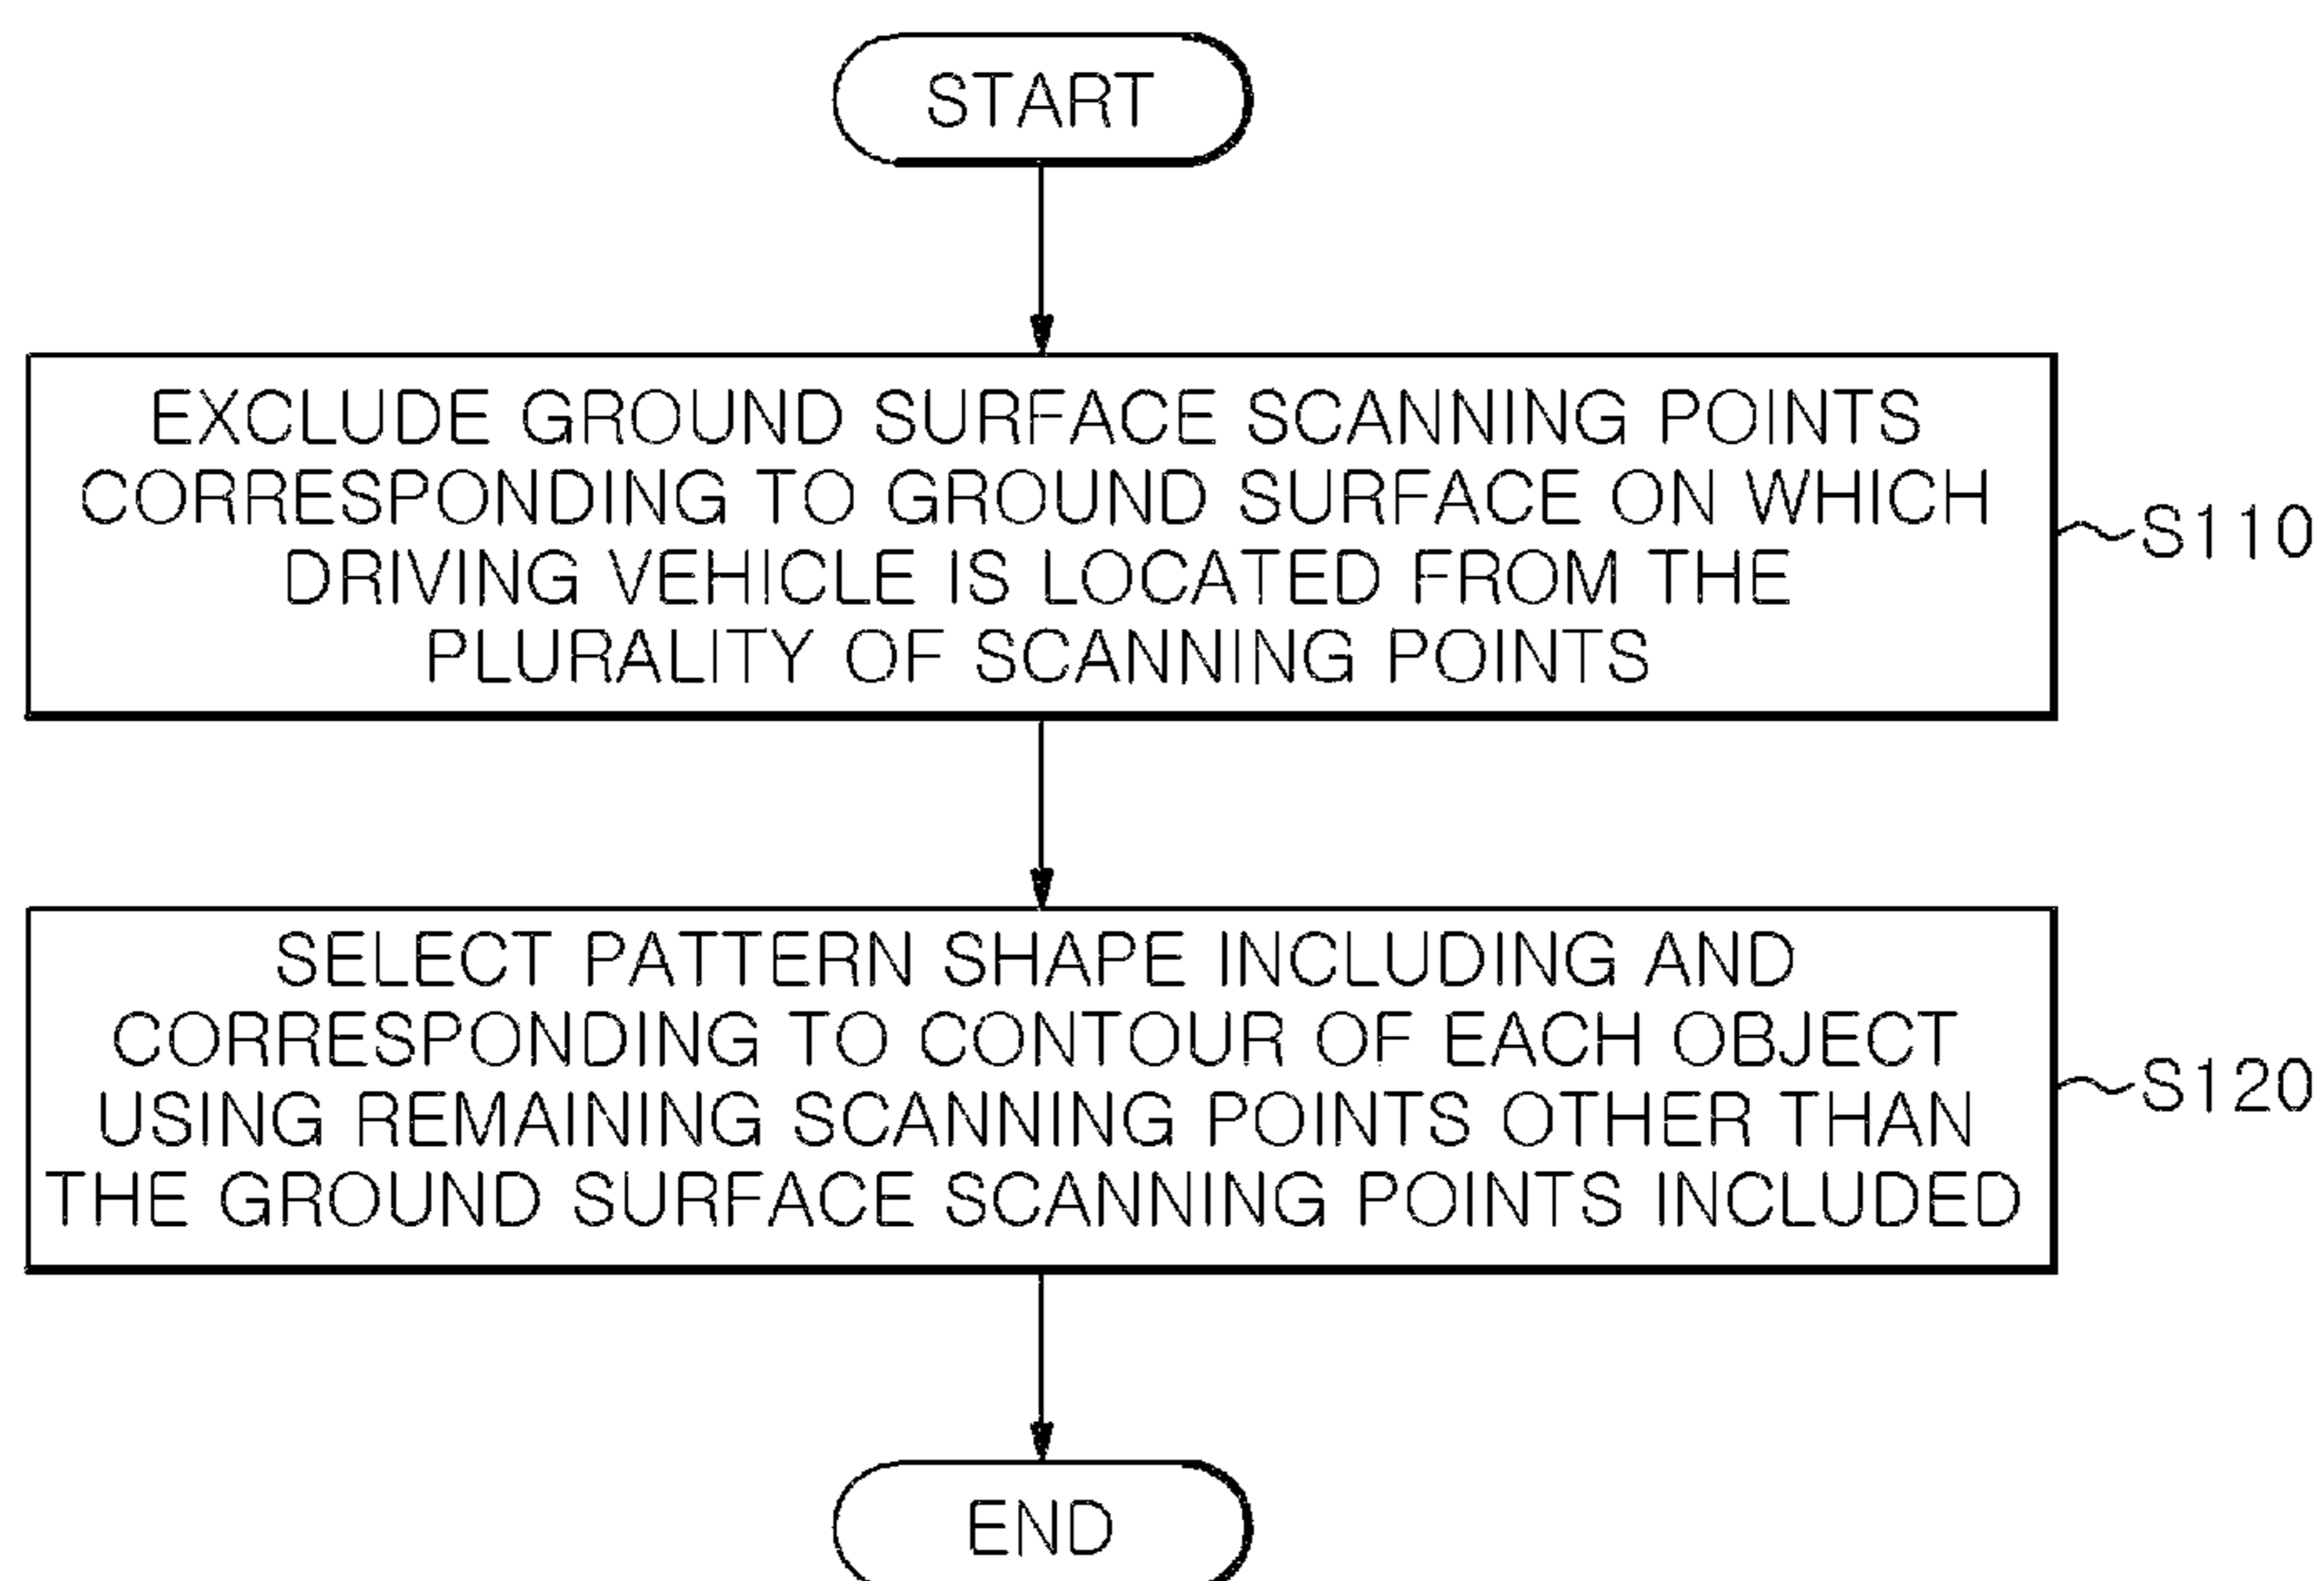 START
EXCLUDE GROUND SURFACE SCANNING POINTS
CORRESPONDING TO GROUND SURFACE ON WHICH
DRIVING VEHICLE IS LOCATED FROM THE
PLURALITY OF SCANNING POINTS
S110
SELECT PATTERN SHAPE INCLUDING AND
CORRESPONDING TO CONTOUR OF EACH OBJECT
USING REMAINING SCANNING POINTS OTHER THAN
THE GROUND SURFACE SCANNING POINTS INCLUDED
S120
END